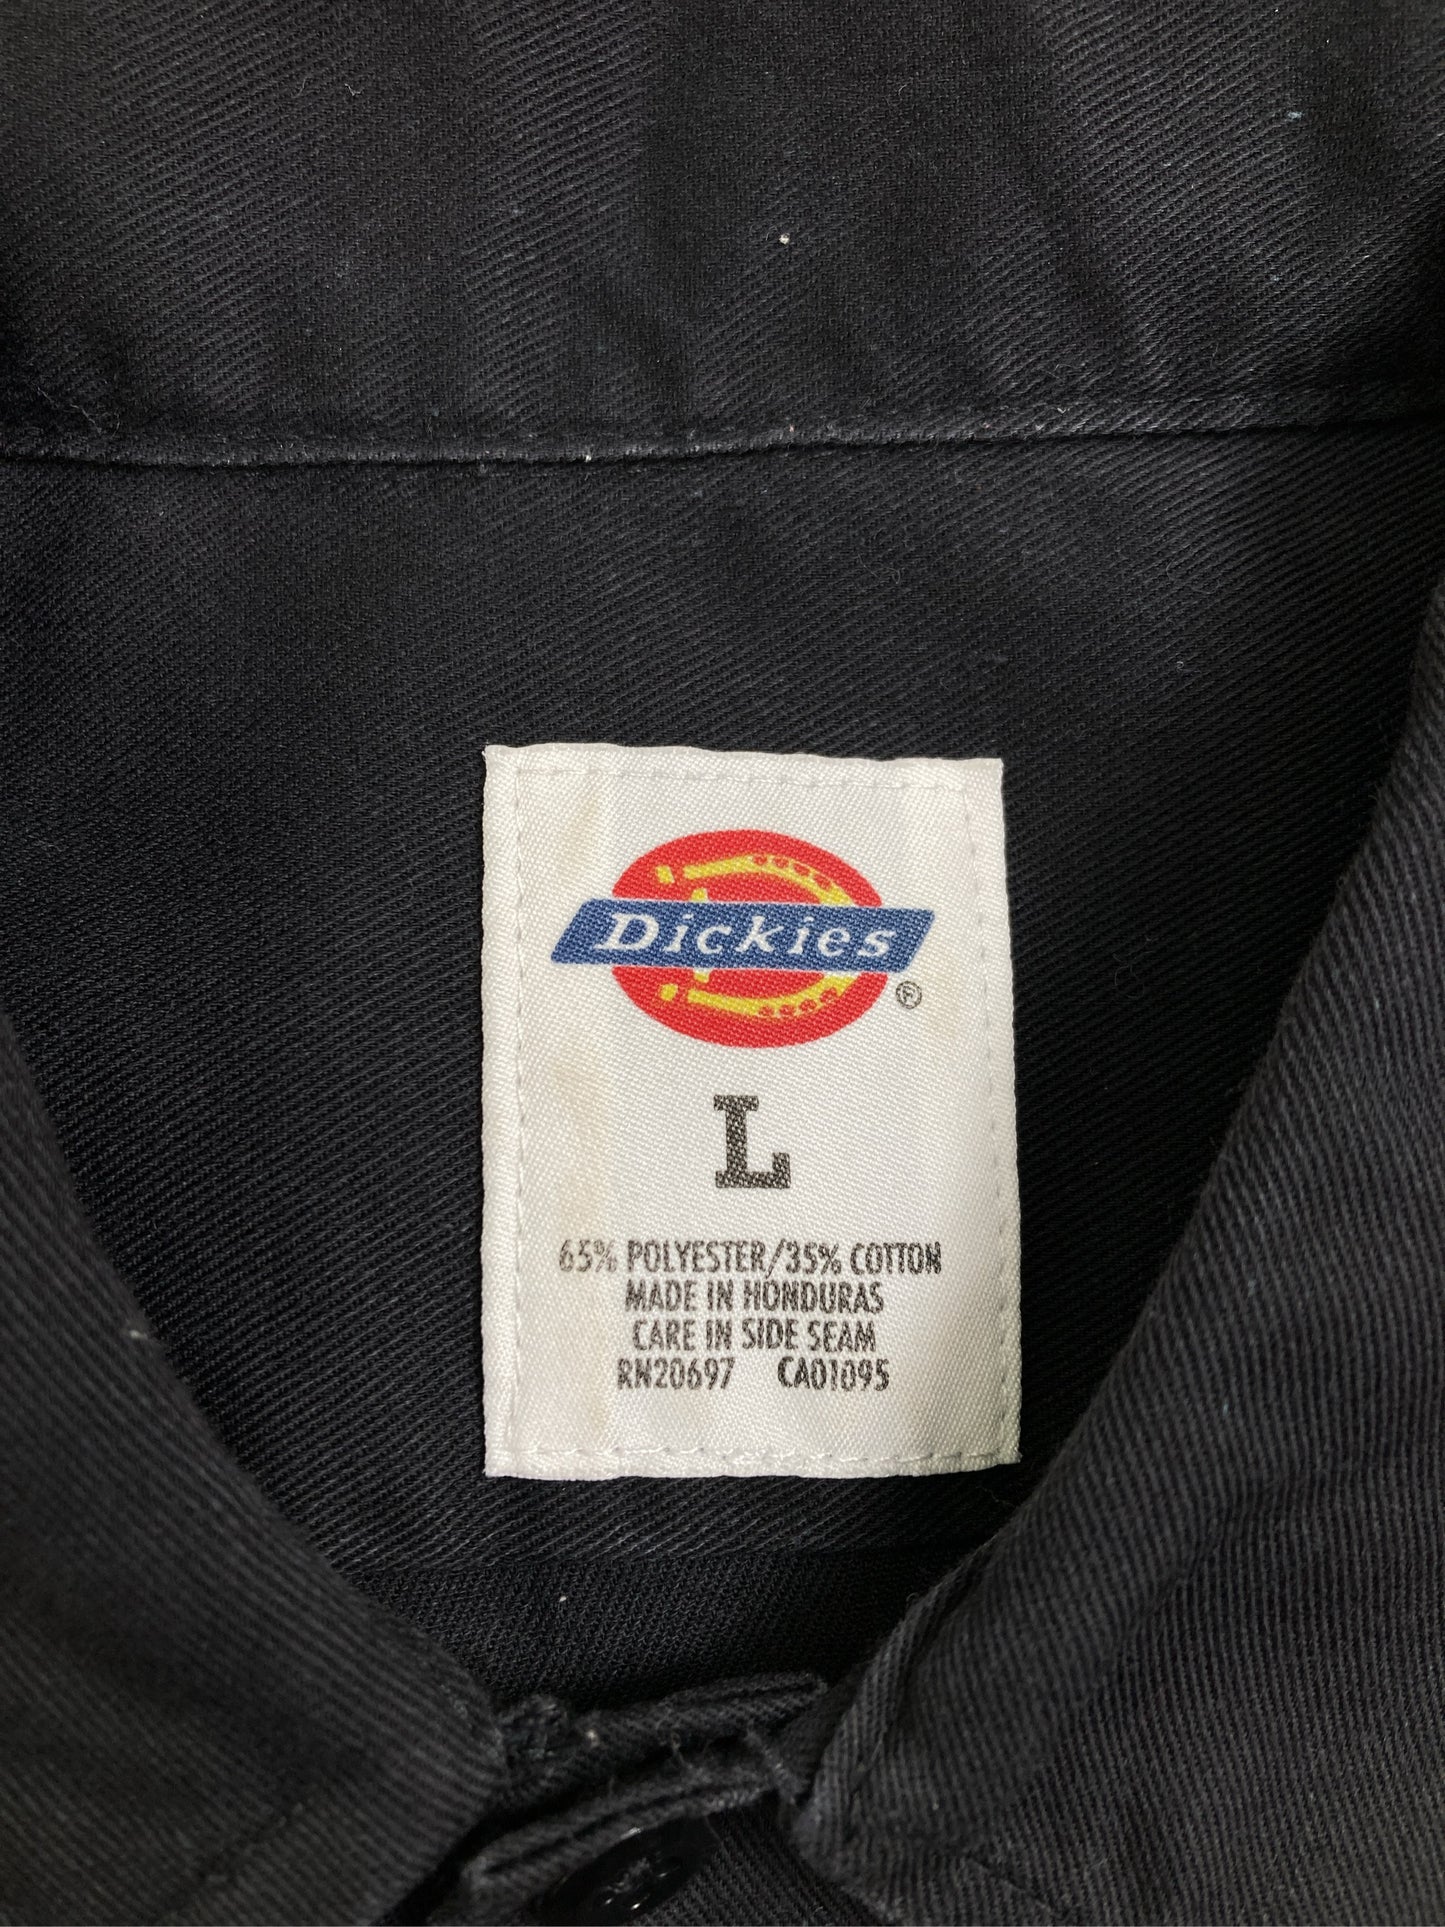 Dickies
®
L
65% POLYESTER/35% COTTON
MADE IN HONDURAS
CARE IN SIDE SEAM
RN20697 CA01095